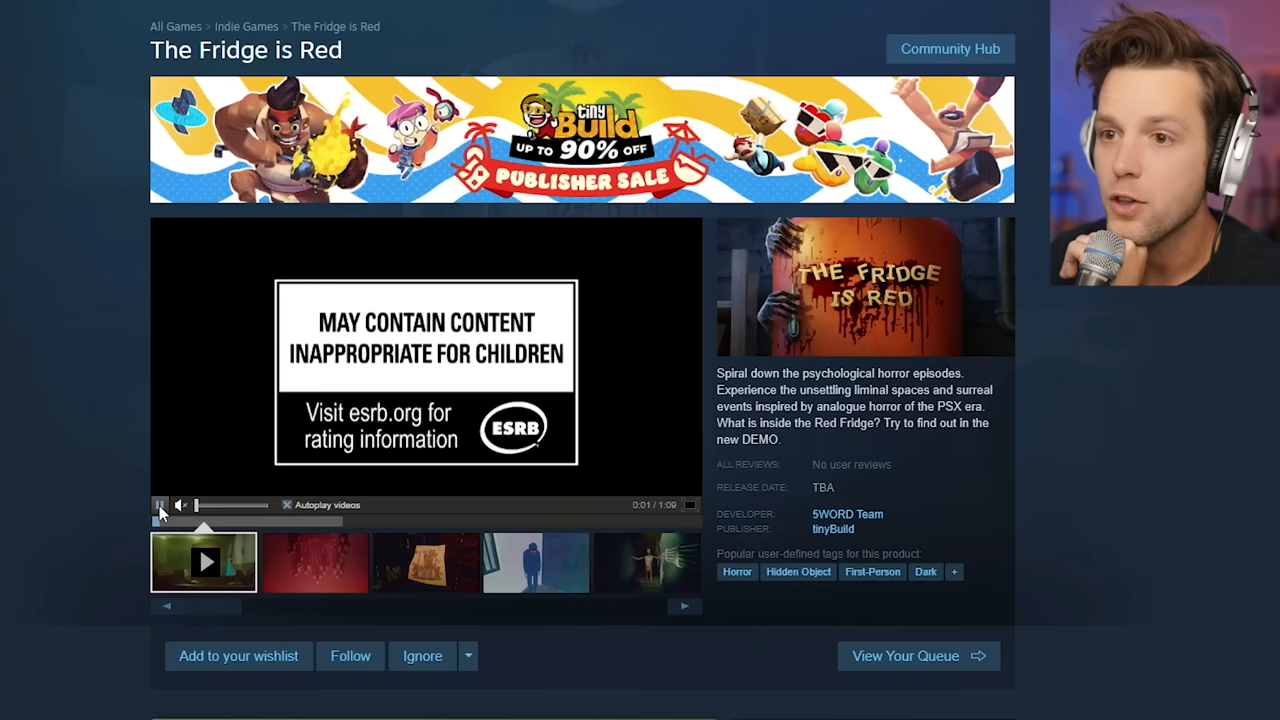 All Games > Indie Games > The Fridge is Red
The Fridge is Red
Community Hub
tiny
Build
UP TO 90% OFF
PUBLISHER SALE
MAY CONTAIN CONTENT
INAPPROPRIATE FOR CHILDREN
Visit esrb.org for
rating information
ESRB
Autoplay videos
0:01 / 1:09
THE FRIDGE
IS RED
Spiral down the psychological horror episodes.
Experience the unsettling liminal spaces and surreal
events inspired by analogue horror of the PSX era.
What is inside the Red Fridge? Try to find out in the
new DEMO.
ALL REVIEWS: No user reviews
RELEASE DATE: TBA
DEVELOPER: 5WORD Team
PUBLISHER: tinyBuild
Popular user-defined tags for this product:
Horror Hidden Object First-Person Dark +
Add to your wishlist Follow Ignore
View Your Queue